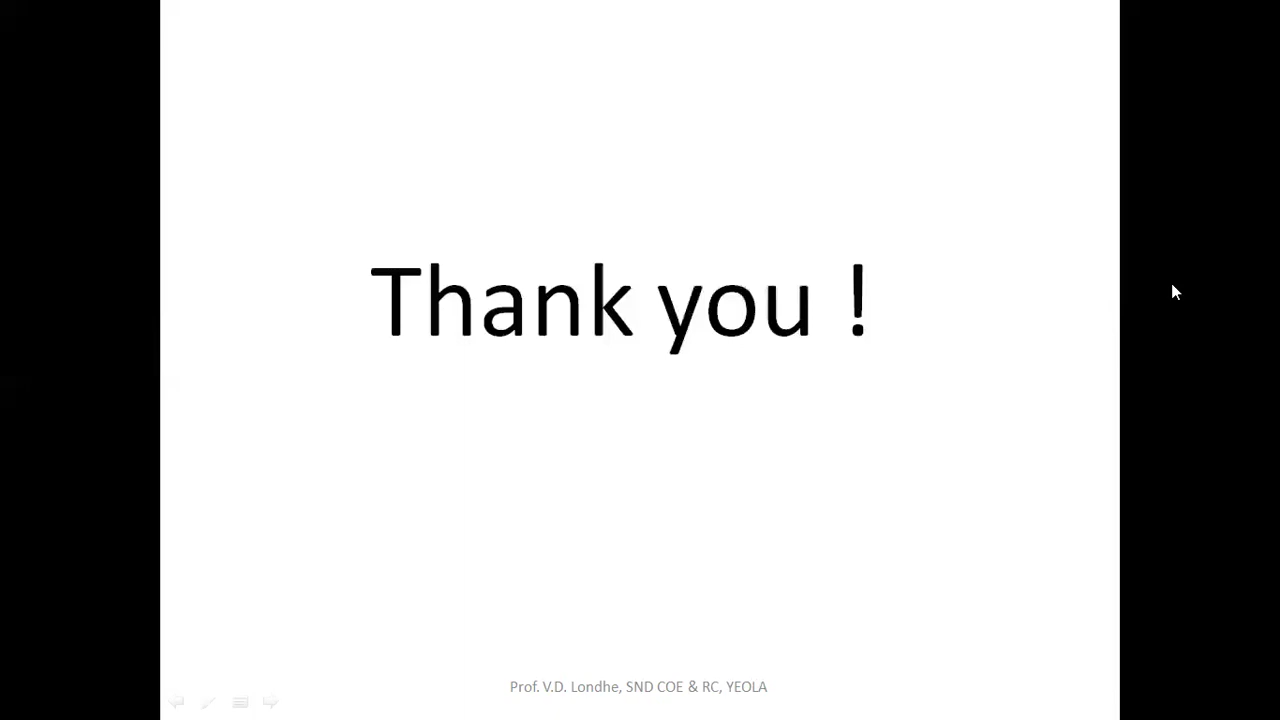 Thank you !
Prof. V.D. Londhe, SND COE & RC, YEOLA